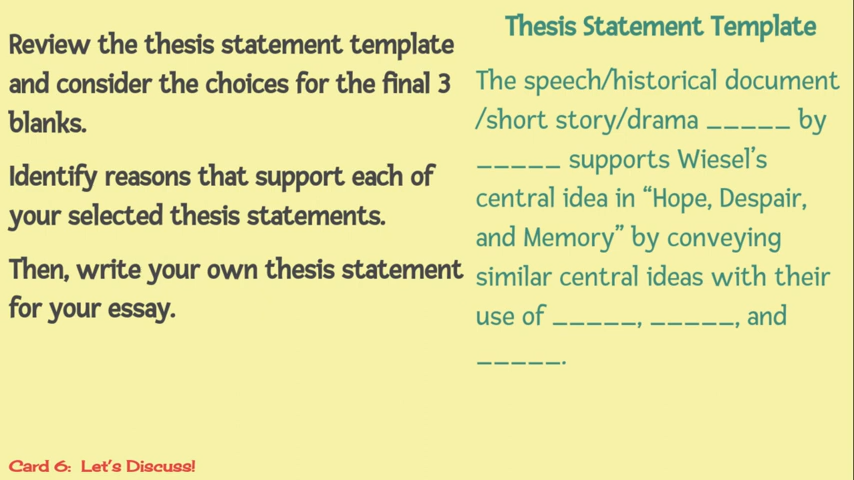 Review the thesis statement template
and consider the choices for the final 3
blanks.
Identify reasons that support each of
your selected thesis statements.
Then, write your own thesis statement
for your essay.
Thesis Statement Template
The speech/historical document
/short story/drama _____ by
_____ supports Wiesel's
central idea in “Hope, Despair,
and Memory” by conveying
similar central ideas with their
use of _____, _____, and
_____.
Card 6: Let's Discuss!